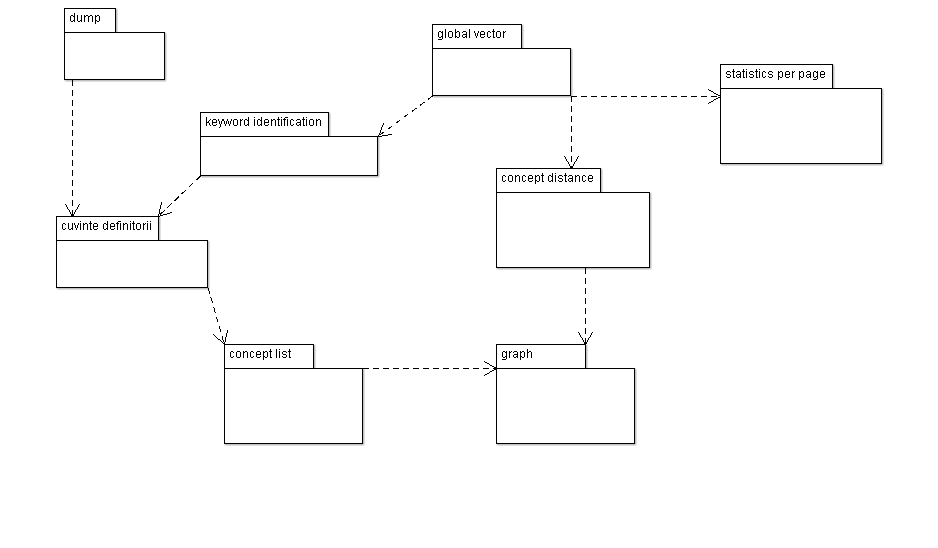 dump
global vector
statistics per page
keyword identification
concept distance
cuvinte definitorii
concept list
graph